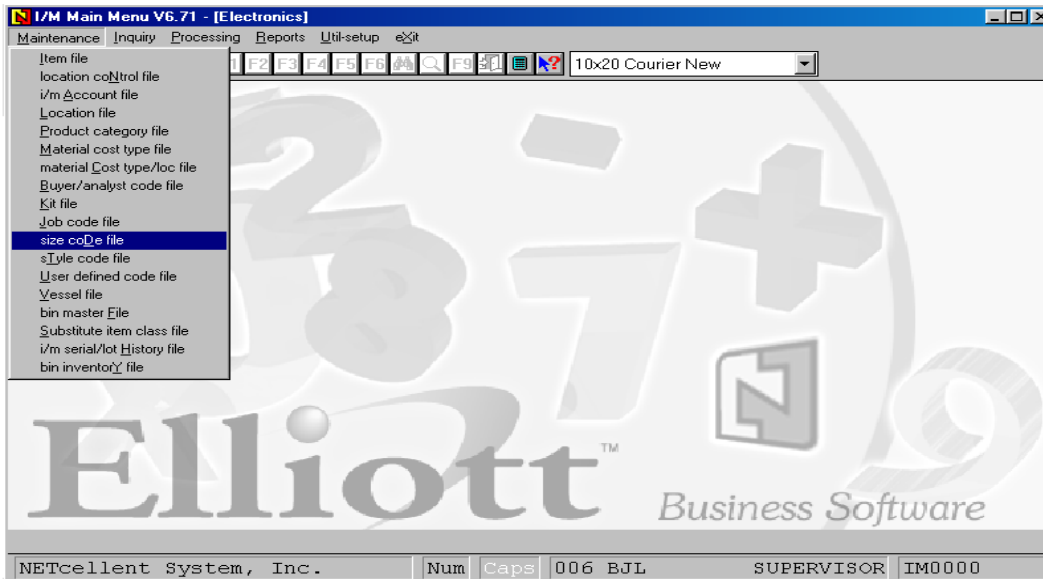 I/M Main Menu V6.71 - [Electronics]
Maintenance Inquiry Processing Reports Util-setup eXit
F2 F3 F4 F5 F6 F9 10x20 Courier New
Item file
location coNtrol file
i/m Account file
Location file
Product category file
Material cost type file
material Cost type/loc file
Buyer/analyst code file
Kit file
Job code file
size coDe file
sTyle code file
User defined code file
Vessel file
bin master File
Substitute item class file
i/m serial/lot History file
bin inventorY file
Elliott™
Business Software
NETcellent System, Inc. Num Caps 006 BJL SUPERVISOR IM0000